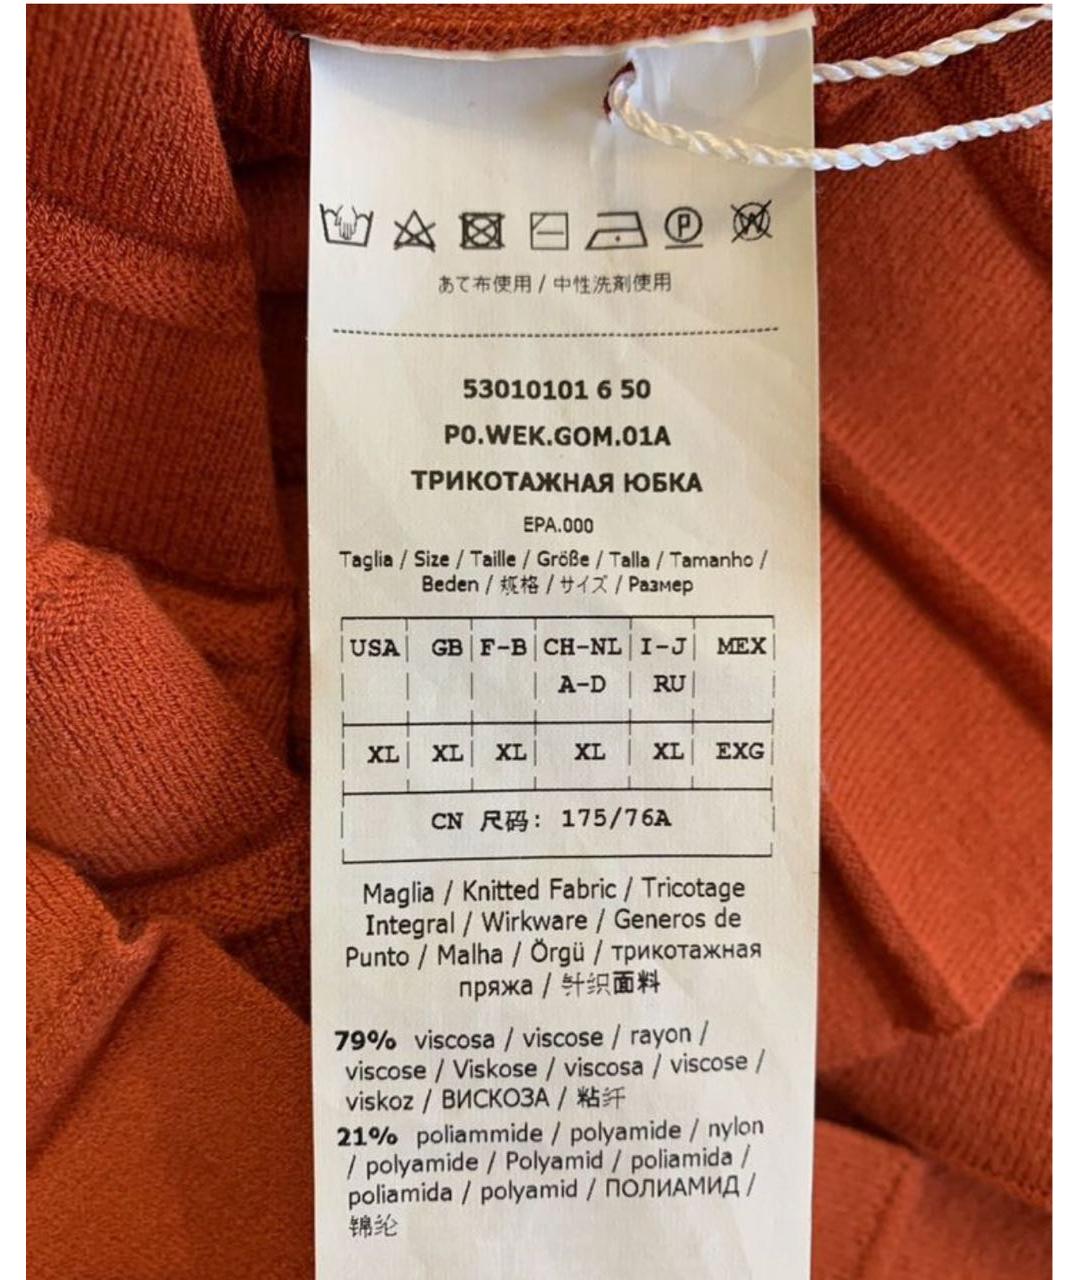 P
W
あて布使用 / 中性洗剤使用
53010101 6 50
P0.WEK.GOM.01A
ТРИКОТАЖНАЯ ЮБКА
EPA.000
Taglia / Size / Taille / Größe / Talla / Tamanho /
Beden / 规格 / サイズ / Размер
USA GB F-B CH-NL I-J MEX
A-D RU
XL XL XL XL XL EXG
CN 尺码: 175/76A
Maglia / Knitted Fabric / Tricotage
Integral / Wirkware / Generos de
Punto / Malha / Örgü / трикотажная
пряжа / 针织面料
79% viscosa / viscose / rayon /
viscose / Viskose / viscosa / viscose /
viskoz / ВИСКОЗА / 粘纤
21% poliammide / polyamide / nylon
/ polyamide / Polyamid / poliamida /
poliamida / polyamid / ПОЛИАМИД /
锦纶